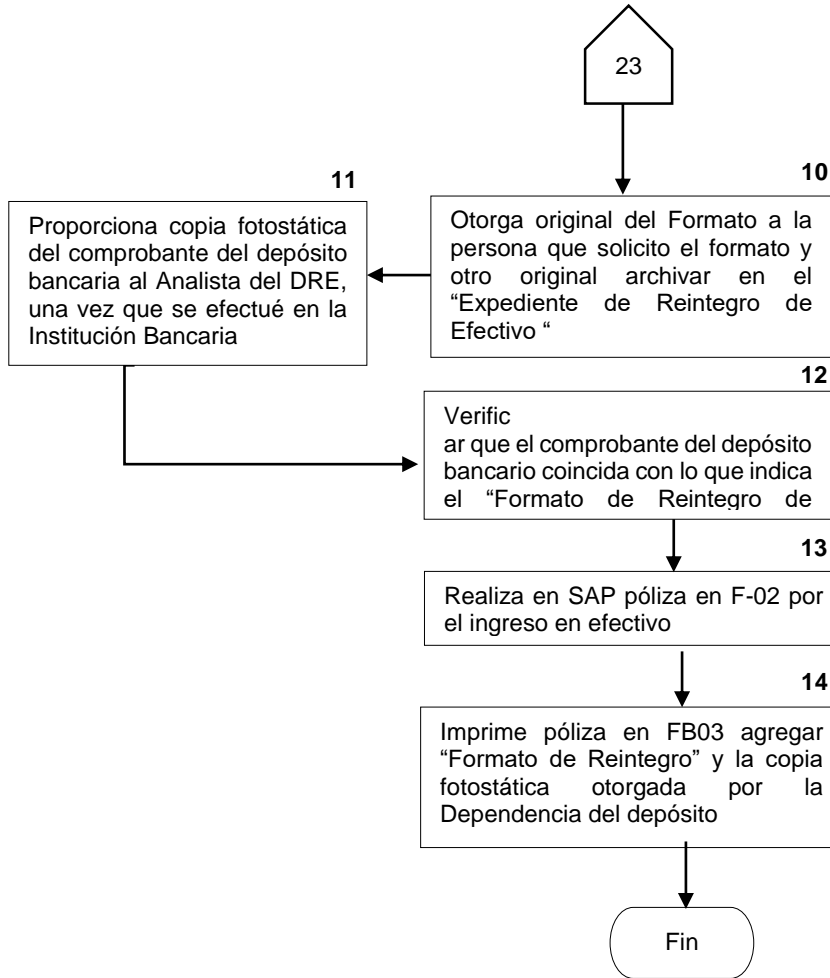 23
10
Otorga original del Formato a la
persona que solicito el formato y
otro original archivar en el
“Expediente de Reintegro de
Efectivo “
11
Proporciona copia fotostática
del comprobante del depósito
bancaria al Analista del DRE,
una vez que se efectué en la
Institución Bancaria
12
Verific
ar que el comprobante del depósito
bancario coincida con lo que indica
el “Formato de Reintegro de
13
Realiza en SAP póliza en F-02 por
el ingreso en efectivo
14
Imprime póliza en FB03 agregar
“Formato de Reintegro” y la copia
fotostática otorgada por la
Dependencia del depósito
Fin